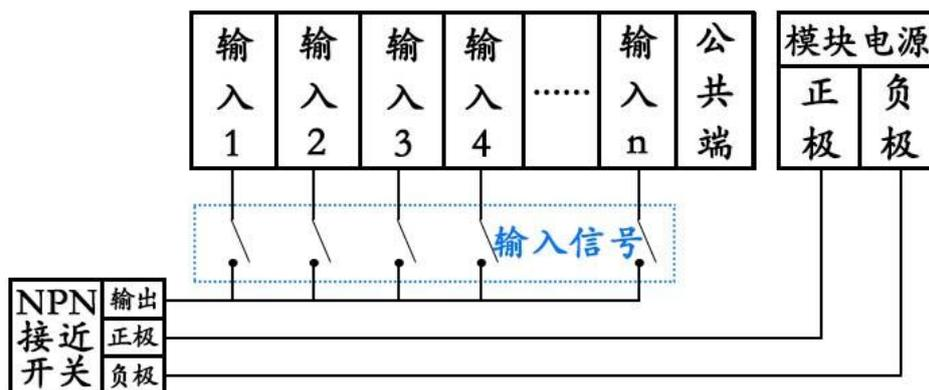 输入1
输入2
输入3
输入4
……
输入n
公共端
模块电源
正极
负极
输入信号
NPN接近开关
输出
正极
负极